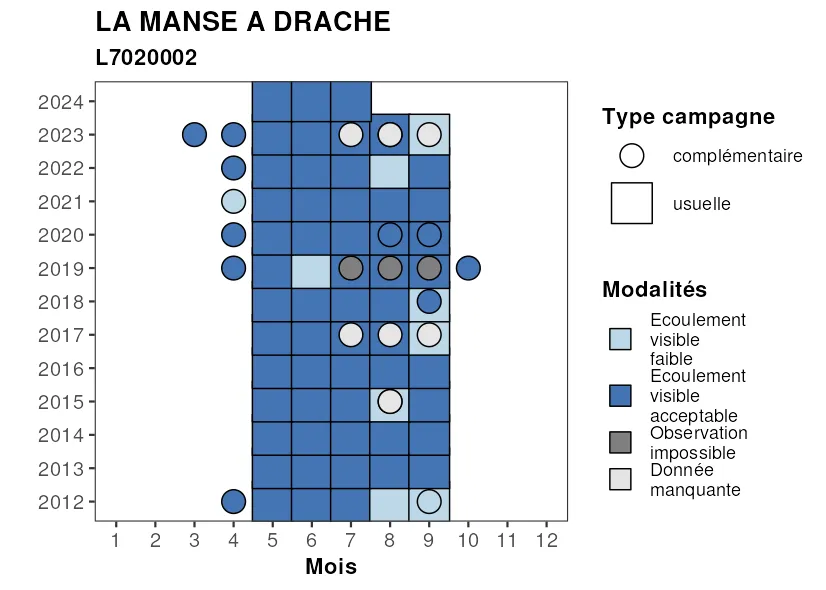 LA MANSE A DRACHE
L7020002
2024
2023
2022
2021
2020
2019
2018
2017
2016
2015
2014
2013
2012
1 2 3 4 5 6 7 8 9 10 11 12
Mois
Type campagne
complémentaire
usuelle
Modalités
Ecoulement
visible
faible
Ecoulement
visible
acceptable
Observation
impossible
Donnée
manquante